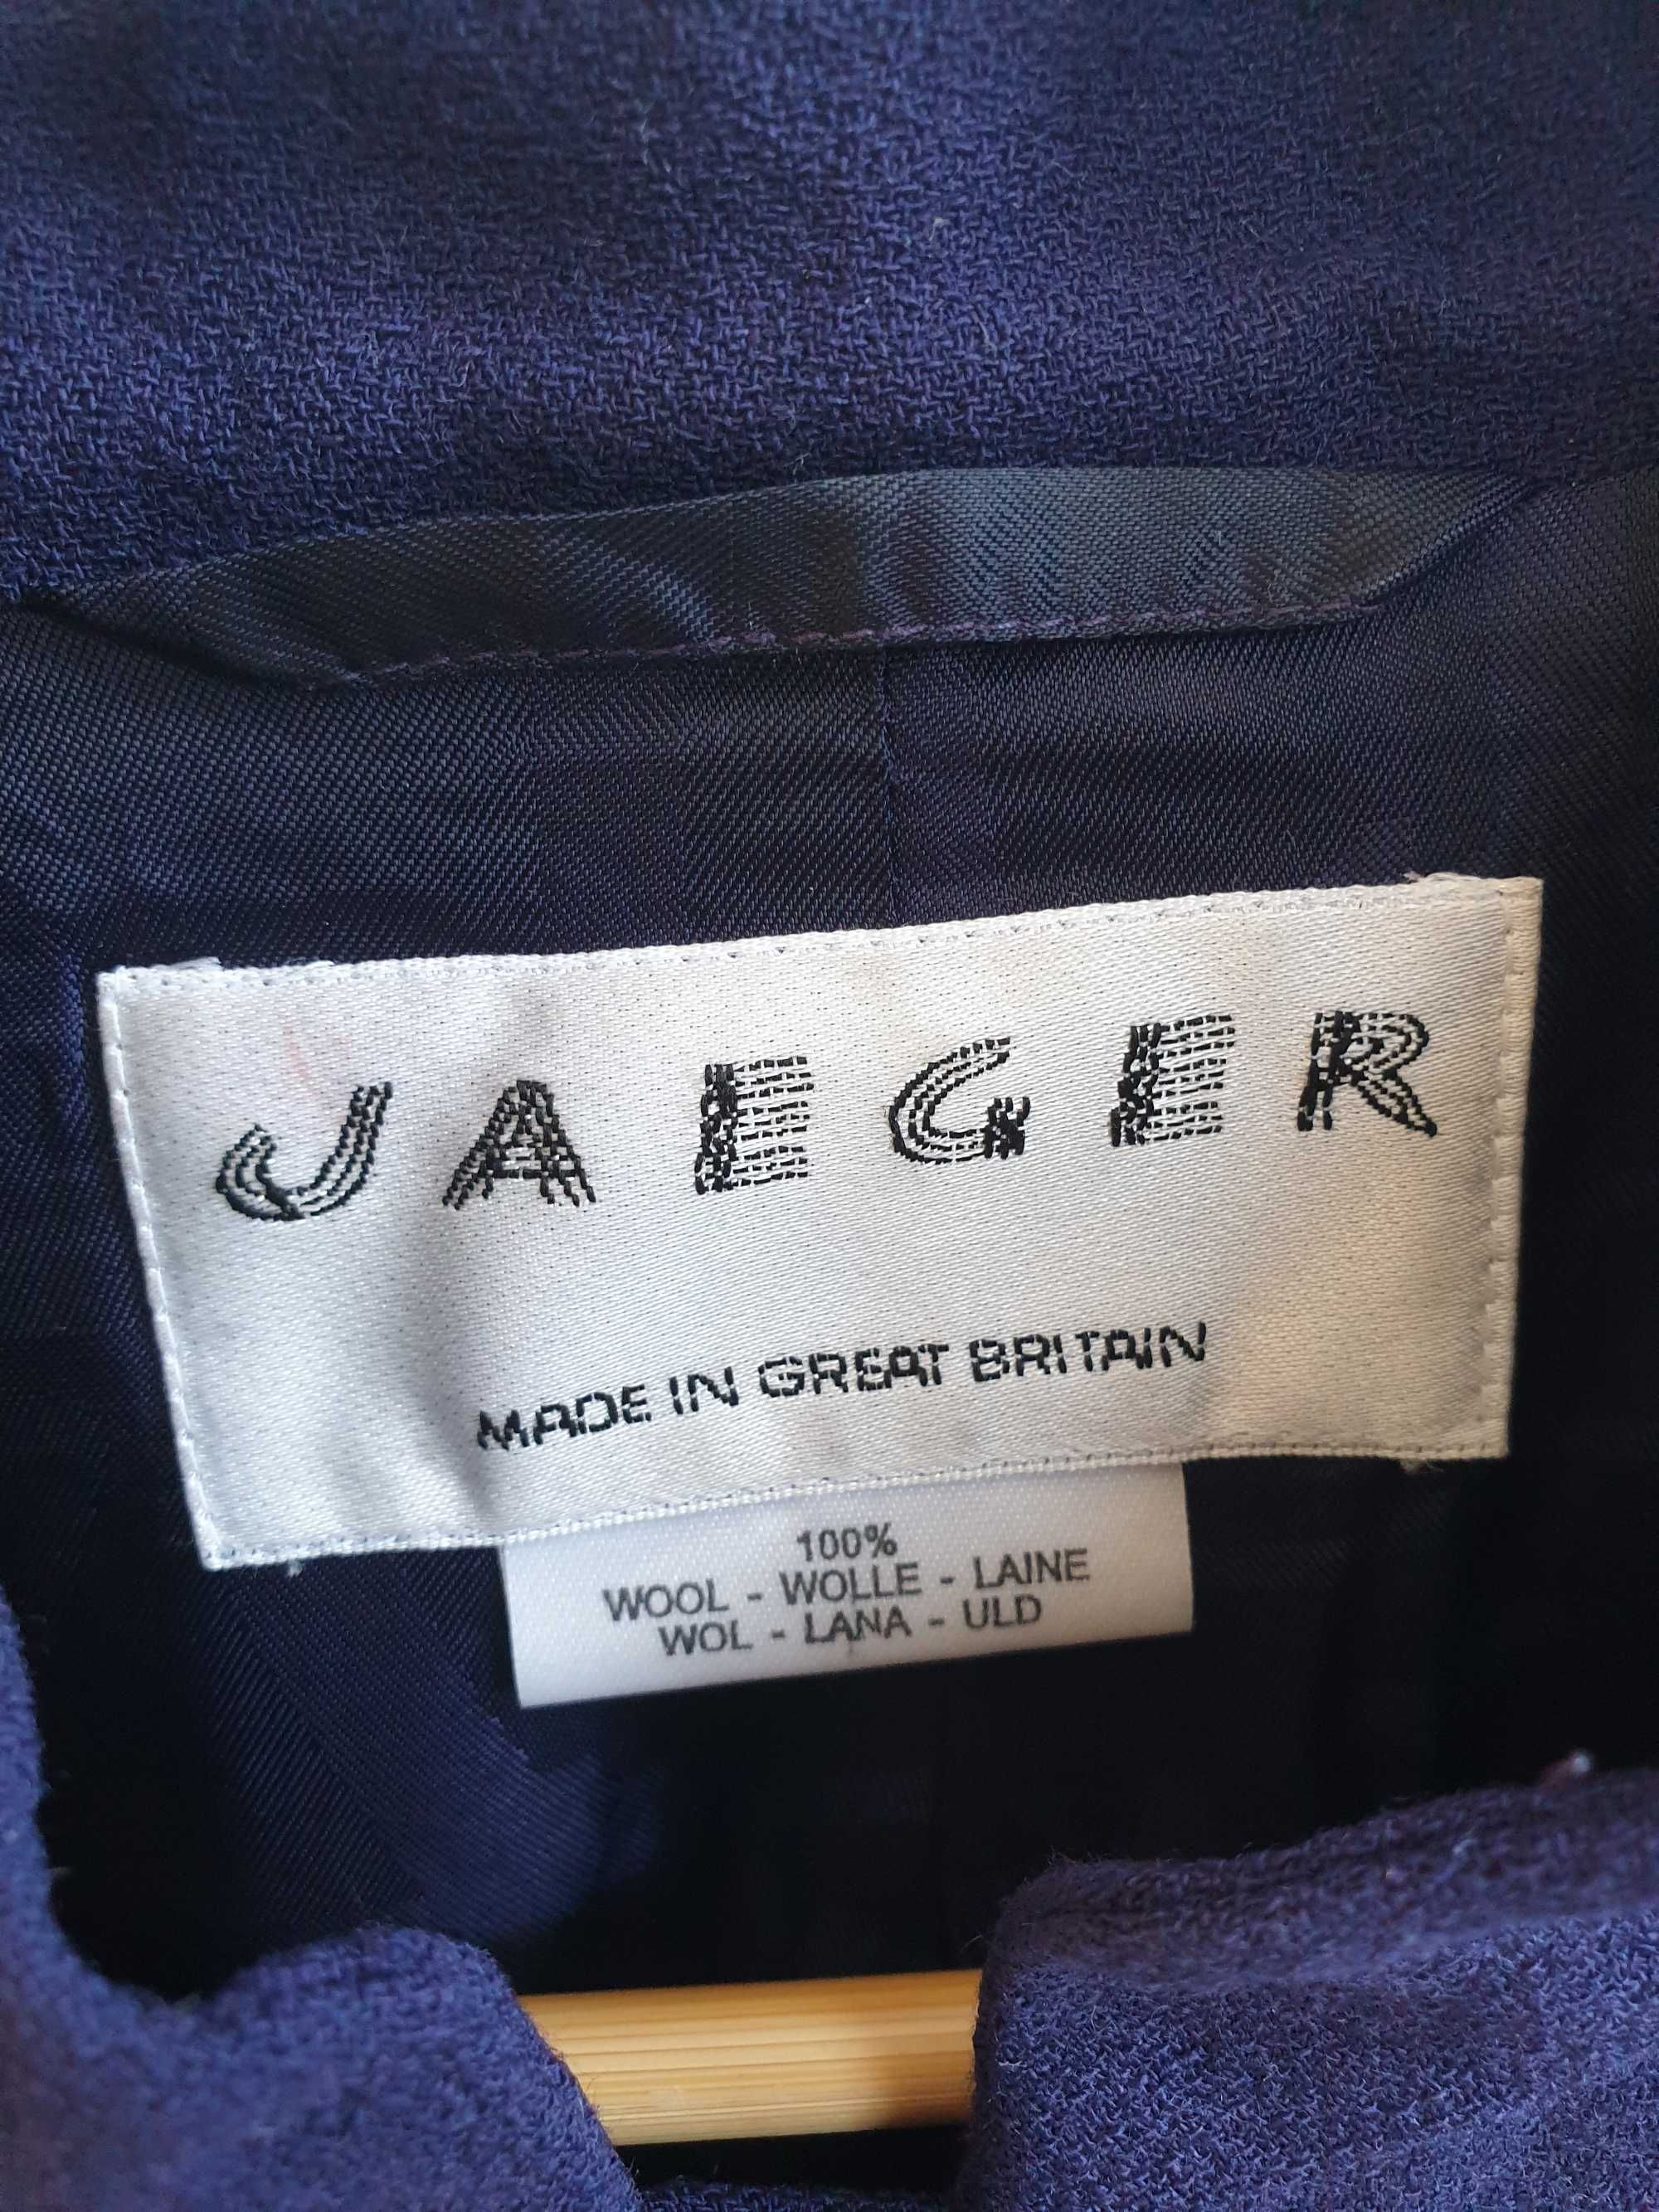 JAEGER
MADE IN GREAT BRITAIN
100%
WOOL - WOLLE - LAINE
WOL - LANA - ULD